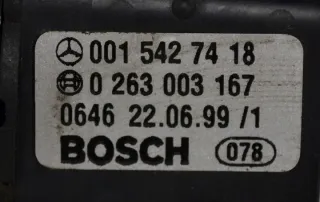 001 542 74 18
0 263 003 167
0646 22.06.99 /1
BOSCH 078